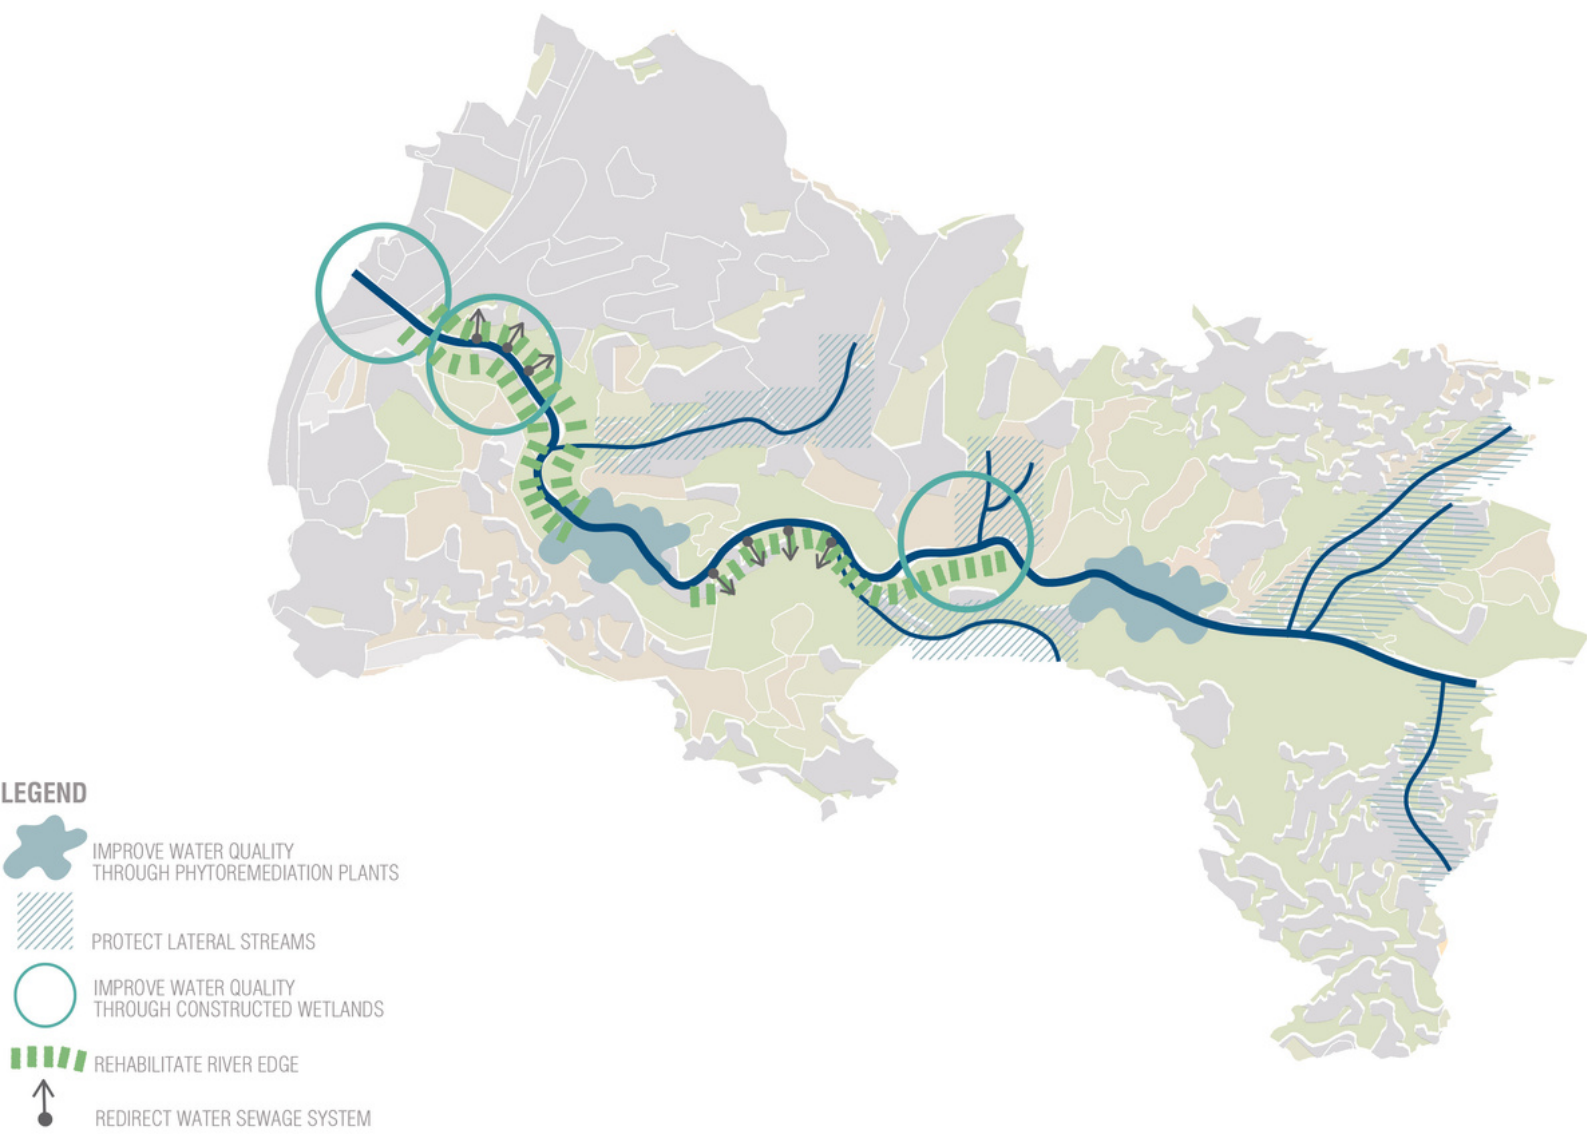 LEGEND
IMPROVE WATER QUALITY
THROUGH PHYTOREMEDIATION PLANTS
PROTECT LATERAL STREAMS
IMPROVE WATER QUALITY
THROUGH CONSTRUCTED WETLANDS
REHABILITATE RIVER EDGE
REDIRECT WATER SEWAGE SYSTEM